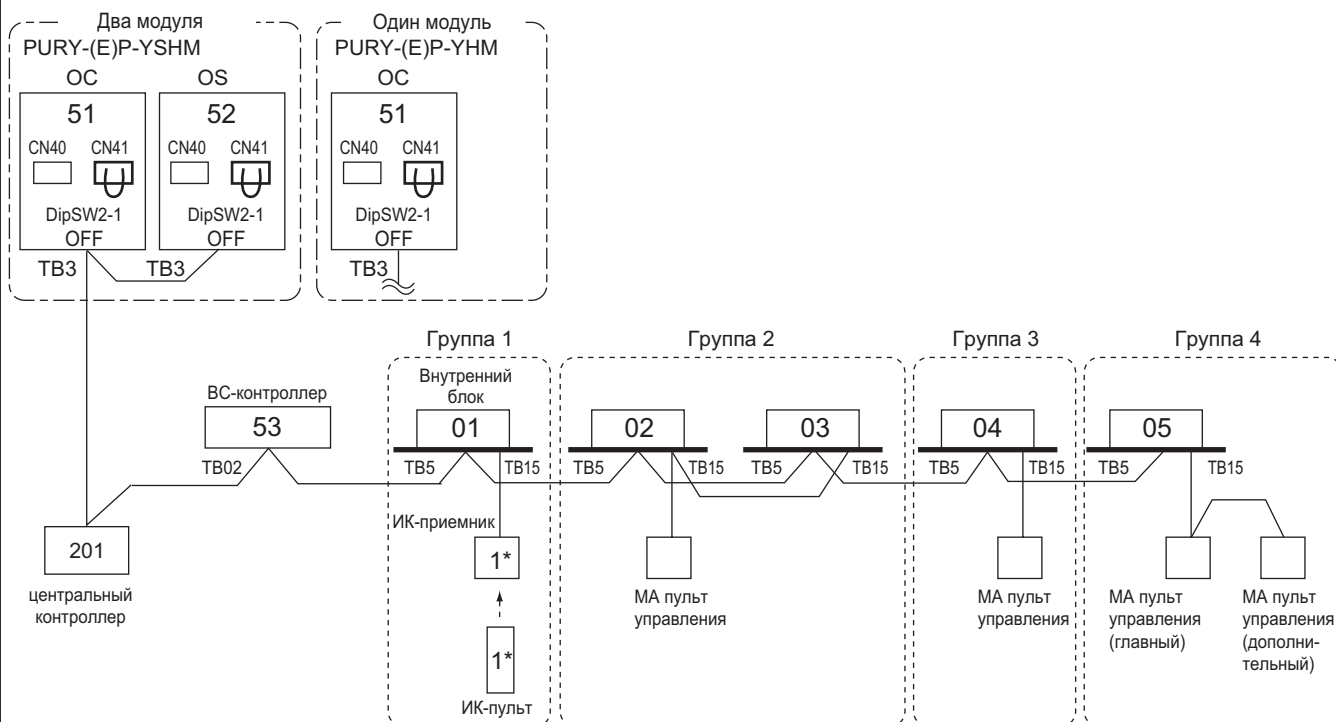 Два модуля
PURY-(E)P-YSHM
OC
OS
51
52
CN40
CN41
CN40
CN41
DipSW2-1
OFF
DipSW2-1
OFF
TB3
TB3
Один модуль
PURY-(E)P-YHM
OC
51
CN40
CN41
DipSW2-1
OFF
TB3
Группа 1
Группа 2
Группа 3
Группа 4
ВС-контроллер
53
TB02
Внутренний
блок
01
TB5
TB15
02
TB5
TB15
03
TB5
TB15
04
TB5
TB15
05
TB5
TB15
201
центральный
контроллер
ИК-приемник
1*
1*
ИК-пульт
МА пульт
управления
МА пульт
управления
МА пульт
управления
(главный)
МА пульт
управления
(дополни-
тельный)